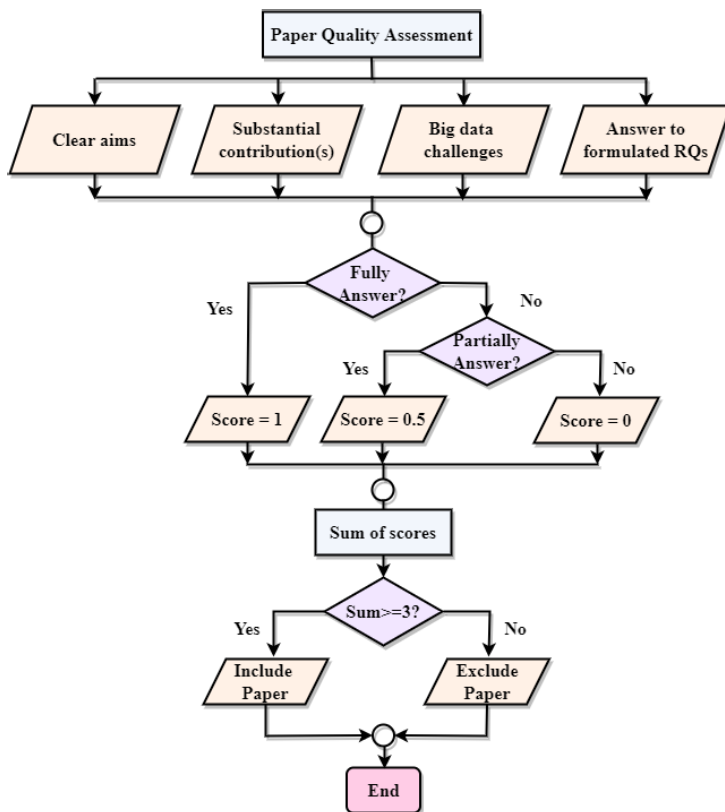 Paper Quality Assessment
Clear aims
Substantial
contribution(s)
Big data
challenges
Answer to
formulated RQs
Fully
Answer?
Yes
No
Partially
Answer?
Yes
No
Score = 1
Score = 0.5
Score = 0
Sum of scores
Sum>=3?
Yes
No
Include
Paper
Exclude
Paper
End